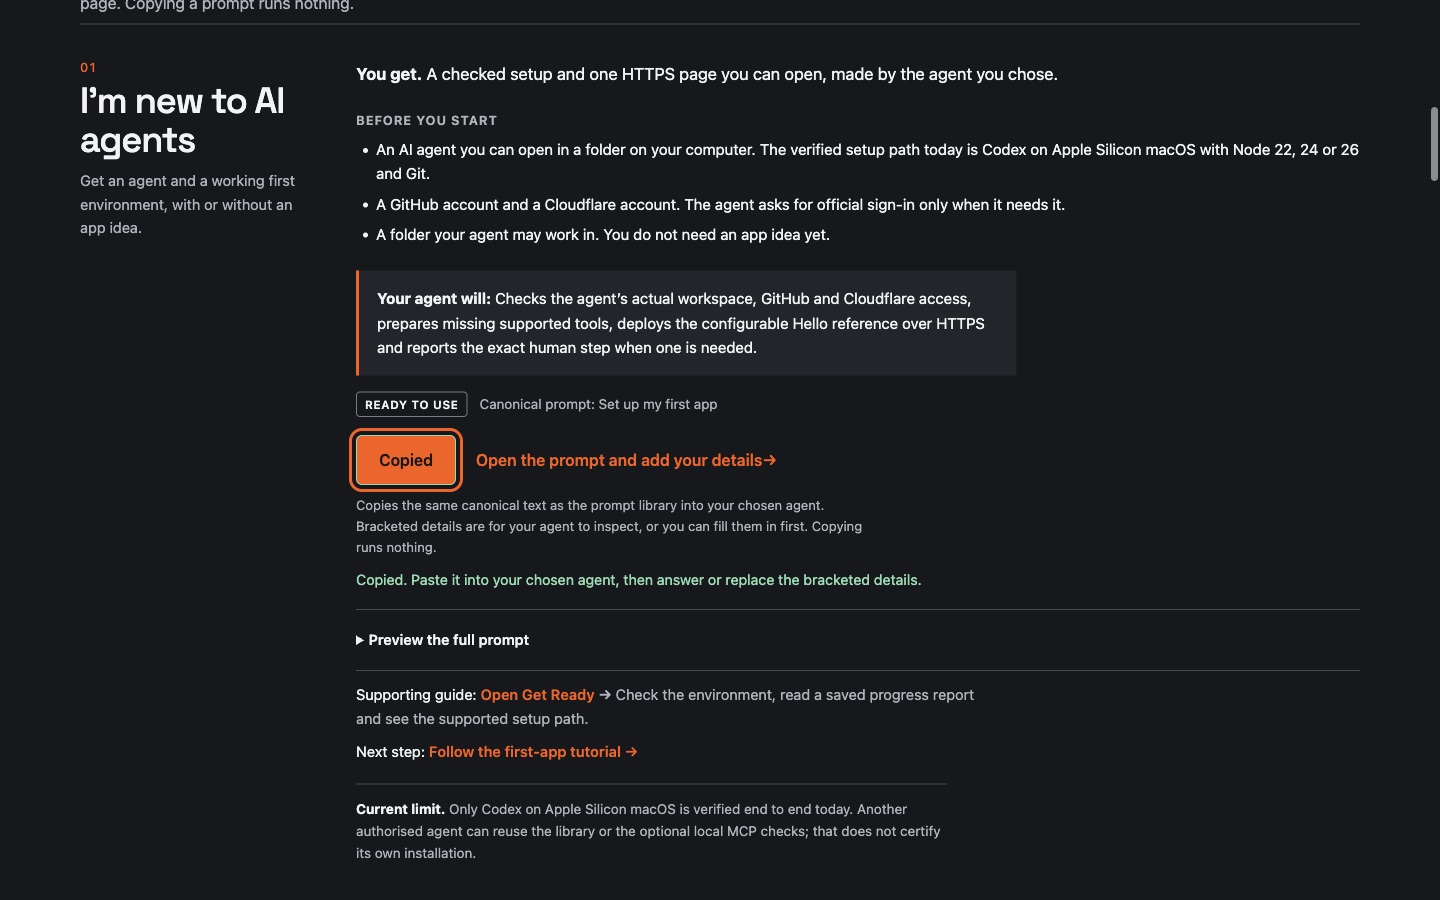 page. Copying a prompt runs nothing.
01
I'm new to AI
agents
Get an agent and a working first
environment, with or without an
app idea.
You get. A checked setup and one HTTPS page you can open, made by the agent you chose.
BEFORE YOU START
• An AI agent you can open in a folder on your computer. The verified setup path today is Codex on Apple Silicon macOS with Node 22, 24 or 26
and Git.
• A GitHub account and a Cloudflare account. The agent asks for official sign-in only when it needs it.
• A folder your agent may work in. You do not need an app idea yet.
Your agent will: Checks the agent's actual workspace, GitHub and Cloudflare access,
prepares missing supported tools, deploys the configurable Hello reference over HTTPS
and reports the exact human step when one is needed.
READY TO USE Canonical prompt: Set up my first app
Copied Open the prompt and add your details→
Copies the same canonical text as the prompt library into your chosen agent.
Bracketed details are for your agent to inspect, or you can fill them in first. Copying
runs nothing.
Copied. Paste it into your chosen agent, then answer or replace the bracketed details.
▶ Preview the full prompt
Supporting guide: Open Get Ready → Check the environment, read a saved progress report
and see the supported setup path.
Next step: Follow the first-app tutorial →
Current limit. Only Codex on Apple Silicon macOS is verified end to end today. Another
authorised agent can reuse the library or the optional local MCP checks; that does not certify
its own installation.